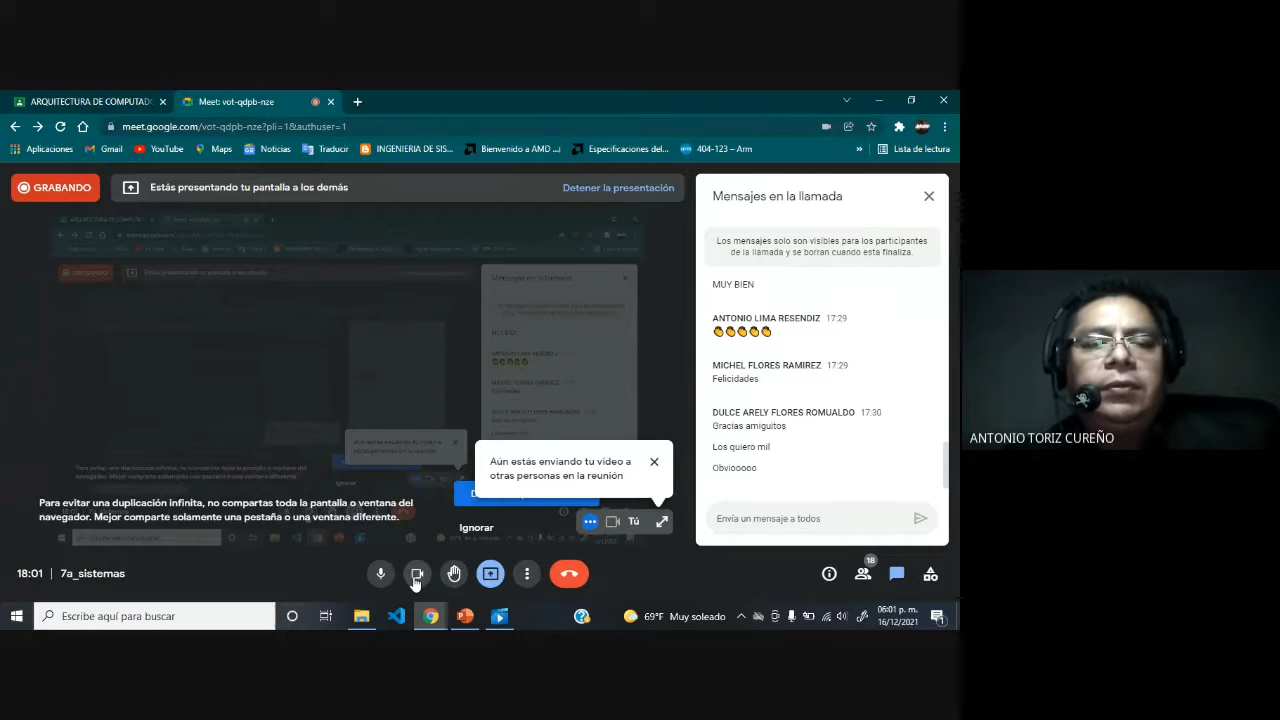 ARQUITECTURA DE COMPUTAD
Meet: vot-qdpb-nze
meet.google.com/vot-qdpb-nze?pli=1&authuser=1
Aplicaciones
Gmail
YouTube
Maps
Noticias
Traducir
INGENIERIA DE SIS...
Bienvenido a AMD ...
Especificaciones del...
404-123 – Arm
»
Lista de lectura
GRABANDO
Estás presentando tu pantalla a los demás
Detener la presentación
Mensajes en la llamada
Los mensajes solo son visibles para los participantes
de la llamada y se borran cuando esta finaliza.
MUY BIEN
ANTONIO LIMA RESENDIZ 17:29
👏👏👏👏👏
MICHEL FLORES RAMIREZ 17:29
Felicidades
DULCE ARELY FLORES ROMUALDO 17:30
Gracias amiguitos
Los quiero mil
Obviooooo
Envía un mensaje a todos
Aún estás enviando tu video a
otras personas en la reunión
Para evitar una duplicación infinita, no compartas toda la pantalla o ventana del
navegador. Mejor comparte solamente una pestaña o una ventana diferente.
Ignorar
Tú
18:01 | 7a_sistemas
18
Escribe aquí para buscar
69°F Muy soleado
06:01 p. m.
16/12/2021
1
ANTONIO TORIZ CUREÑO